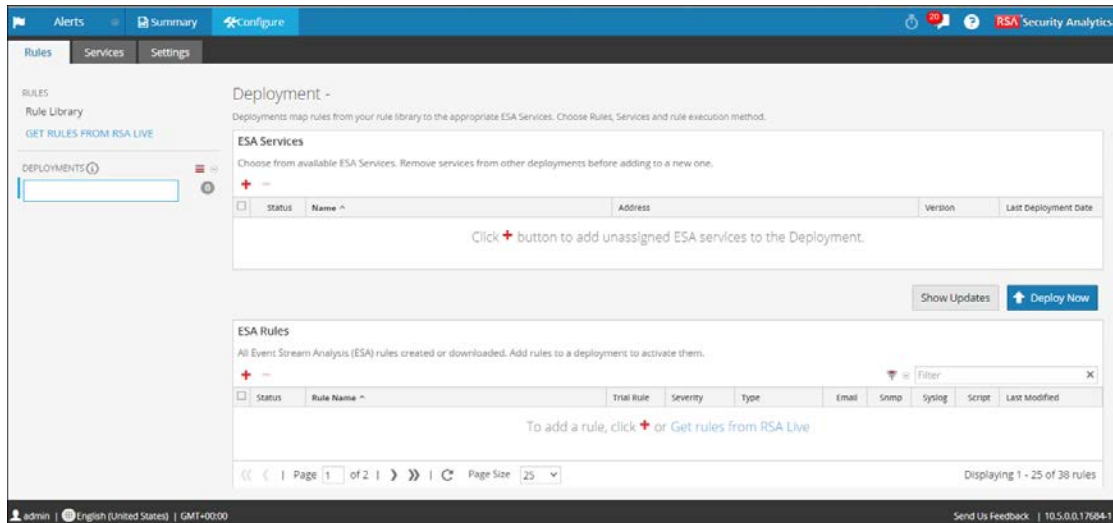 Alerts Summary Configure 20 ? RSA Security Analytics
Rules Services Settings
RULES
Rule Library
GET RULES FROM RSA LIVE
DEPLOYMENTS i
0
Deployment -
Deployments map rules from your rule library to the appropriate ESA Services. Choose Rules, Services and rule execution method.
ESA Services
Choose from available ESA Services. Remove services from other deployments before adding to a new one.
+ -
Status Name ^ Address Version Last Deployment Date
Click + button to add unassigned ESA services to the Deployment.
Show Updates Deploy Now
ESA Rules
All Event Stream Analysis (ESA) rules created or downloaded. Add rules to a deployment to activate them.
+ - Filter X
Status Rule Name ^ Trial Rule Severity Type Email Snmp Syslog Script Last Modified
To add a rule, click + or Get rules from RSA Live
<< < | Page 1 of 2 | > >> | C Page Size 25 Displaying 1 - 25 of 38 rules
admin | English (United States) | GMT+00:00 Send Us Feedback | 10.5.0.0.17684-1